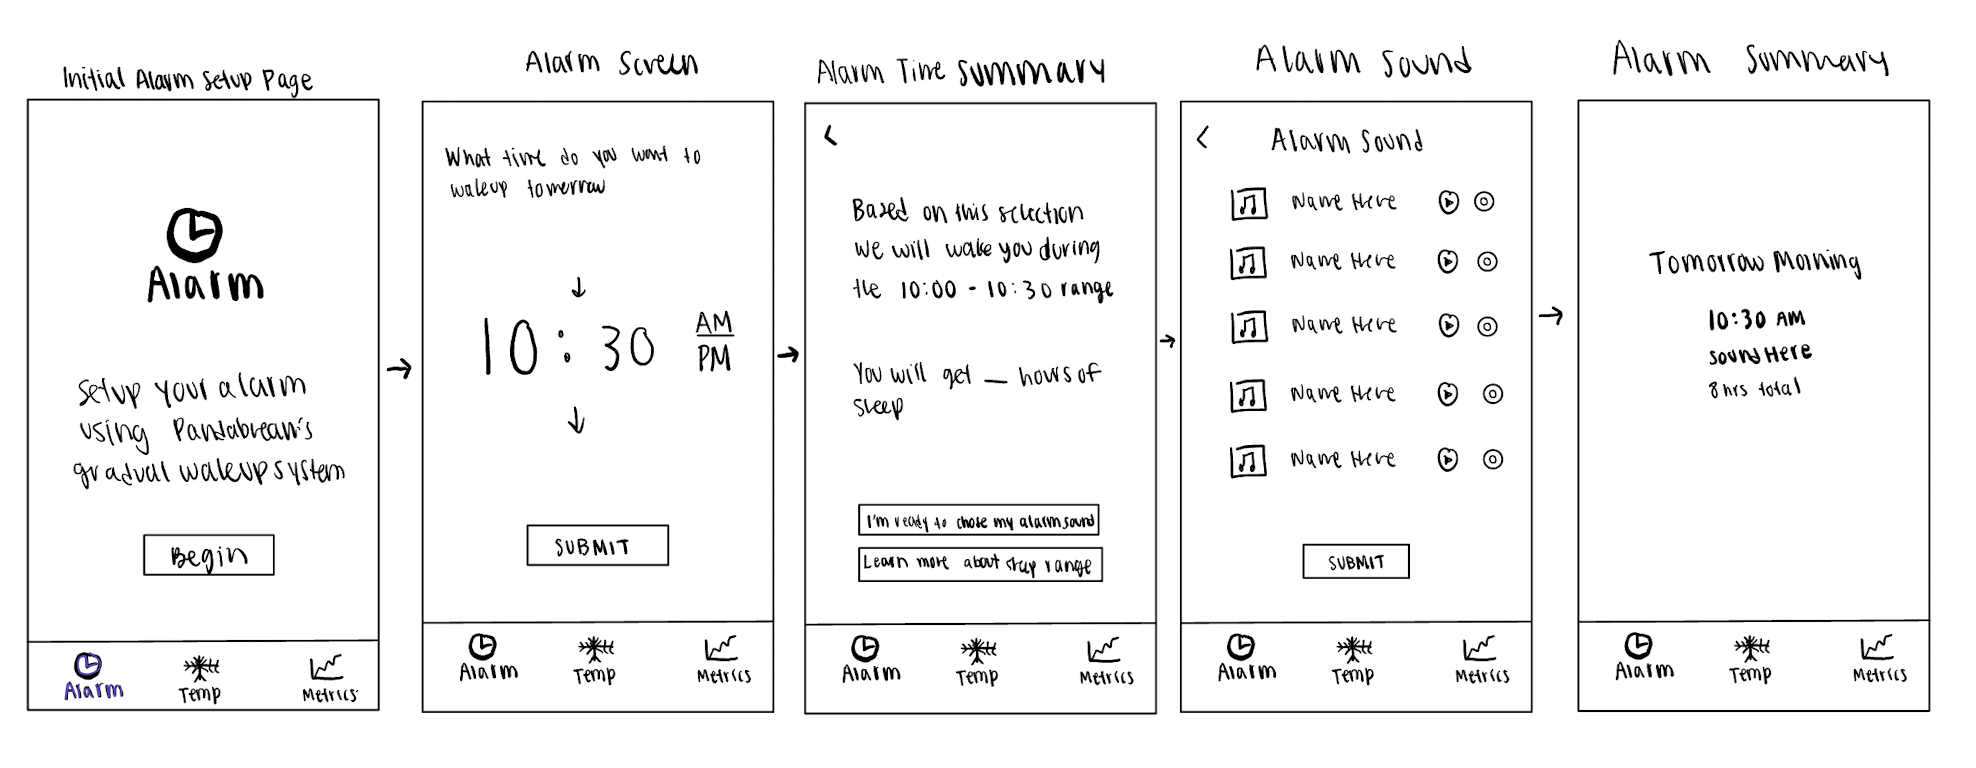 Initial Alarm Setup Page
Alarm
Setup your alarm
using Pandabrean's
gradual wakeup system
Begin
Alarm
Temp
Metrics
Alarm Screen
What time do you want to
wakeup tomorrow
10:30
AM
PM
SUBMIT
Alarm
Temp
Metrics
Alarm Time Summary
<
Based on this selection
we will wake you during
the 10:00 - 10:30 range
You will get __ hours of
sleep
I'm ready to chose my alarm sound
Learn more about sleep range
Alarm
Temp
Metrics
Alarm Sound
< Alarm Sound
Name Here
Name Here
Name Here
Name Here
Name Here
SUBMIT
Alarm
Temp
Metrics
Alarm Summary
Tomorrow Morning
10:30 AM
Sound Here
8 hrs total
Alarm
Temp
Metrics